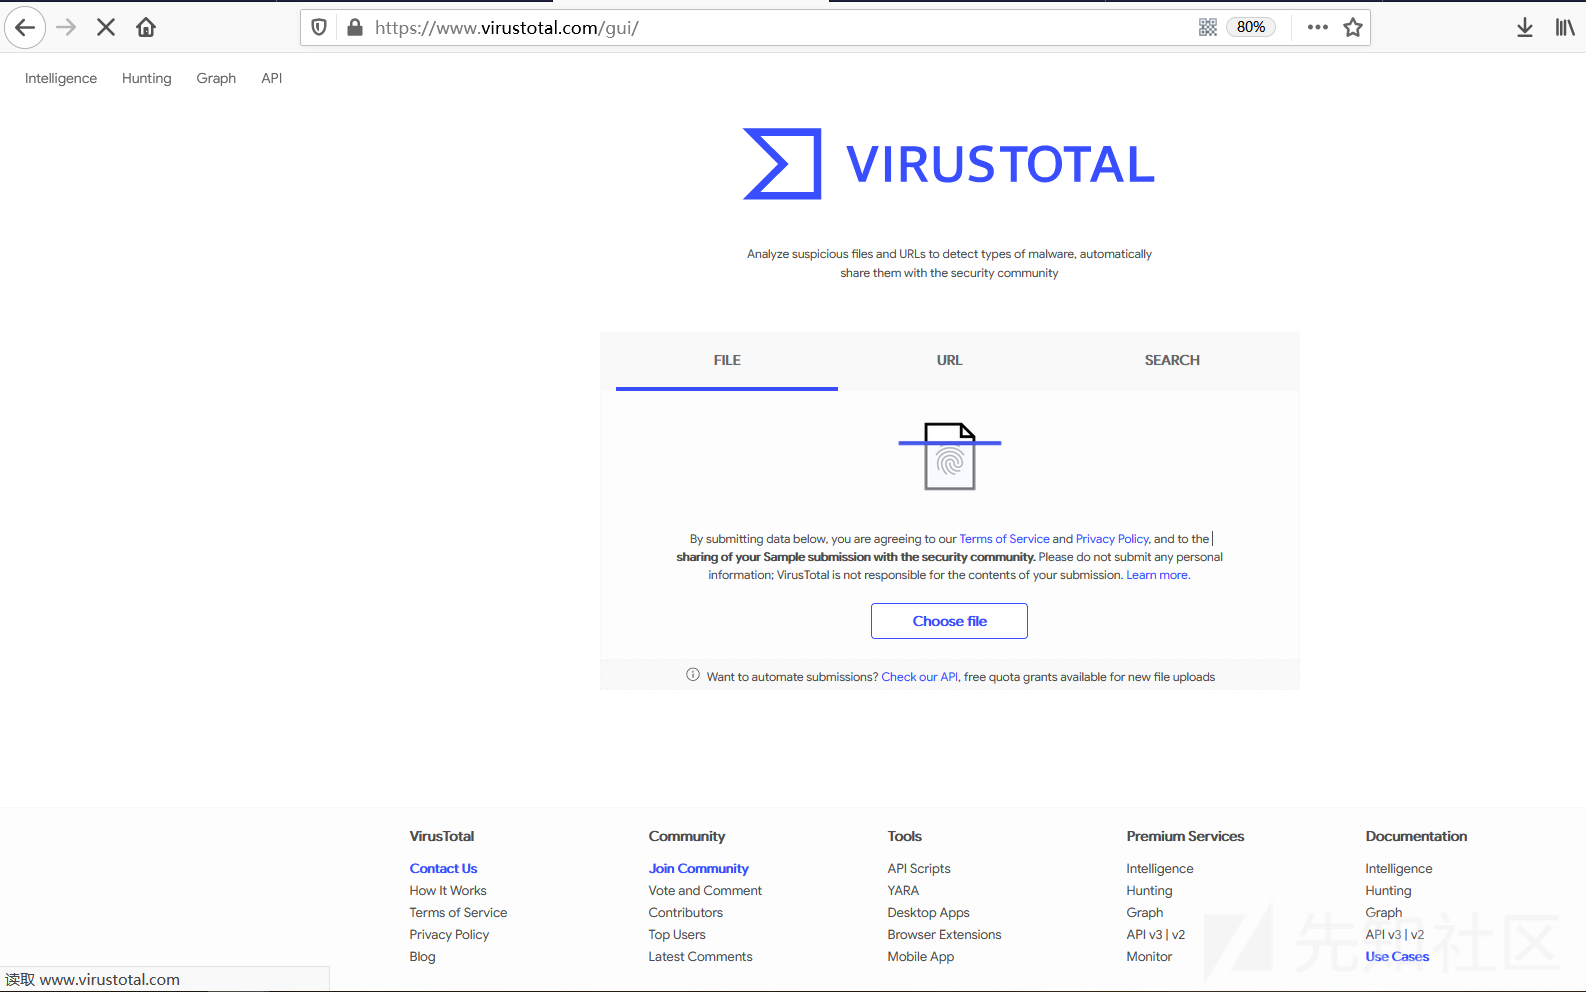 https://www.virustotal.com/gui/
80%
Intelligence Hunting Graph API
VIRUSTOTAL
Analyze suspicious files and URLs to detect types of malware, automatically
share them with the security community
FILE URL SEARCH
By submitting data below, you are agreeing to our Terms of Service and Privacy Policy, and to the
sharing of your Sample submission with the security community. Please do not submit any personal
information; VirusTotal is not responsible for the contents of your submission. Learn more.
Choose file
Want to automate submissions? Check our API, free quota grants available for new file uploads
VirusTotal
Contact Us
How It Works
Terms of Service
Privacy Policy
Blog
Community
Join Community
Vote and Comment
Contributors
Top Users
Latest Comments
Tools
API Scripts
YARA
Desktop Apps
Browser Extensions
Mobile App
Premium Services
Intelligence
Hunting
Graph
API v3 | v2
Monitor
Documentation
Intelligence
Hunting
Graph
API v3 | v2
Use Cases
先知社区
读取 www.virustotal.com